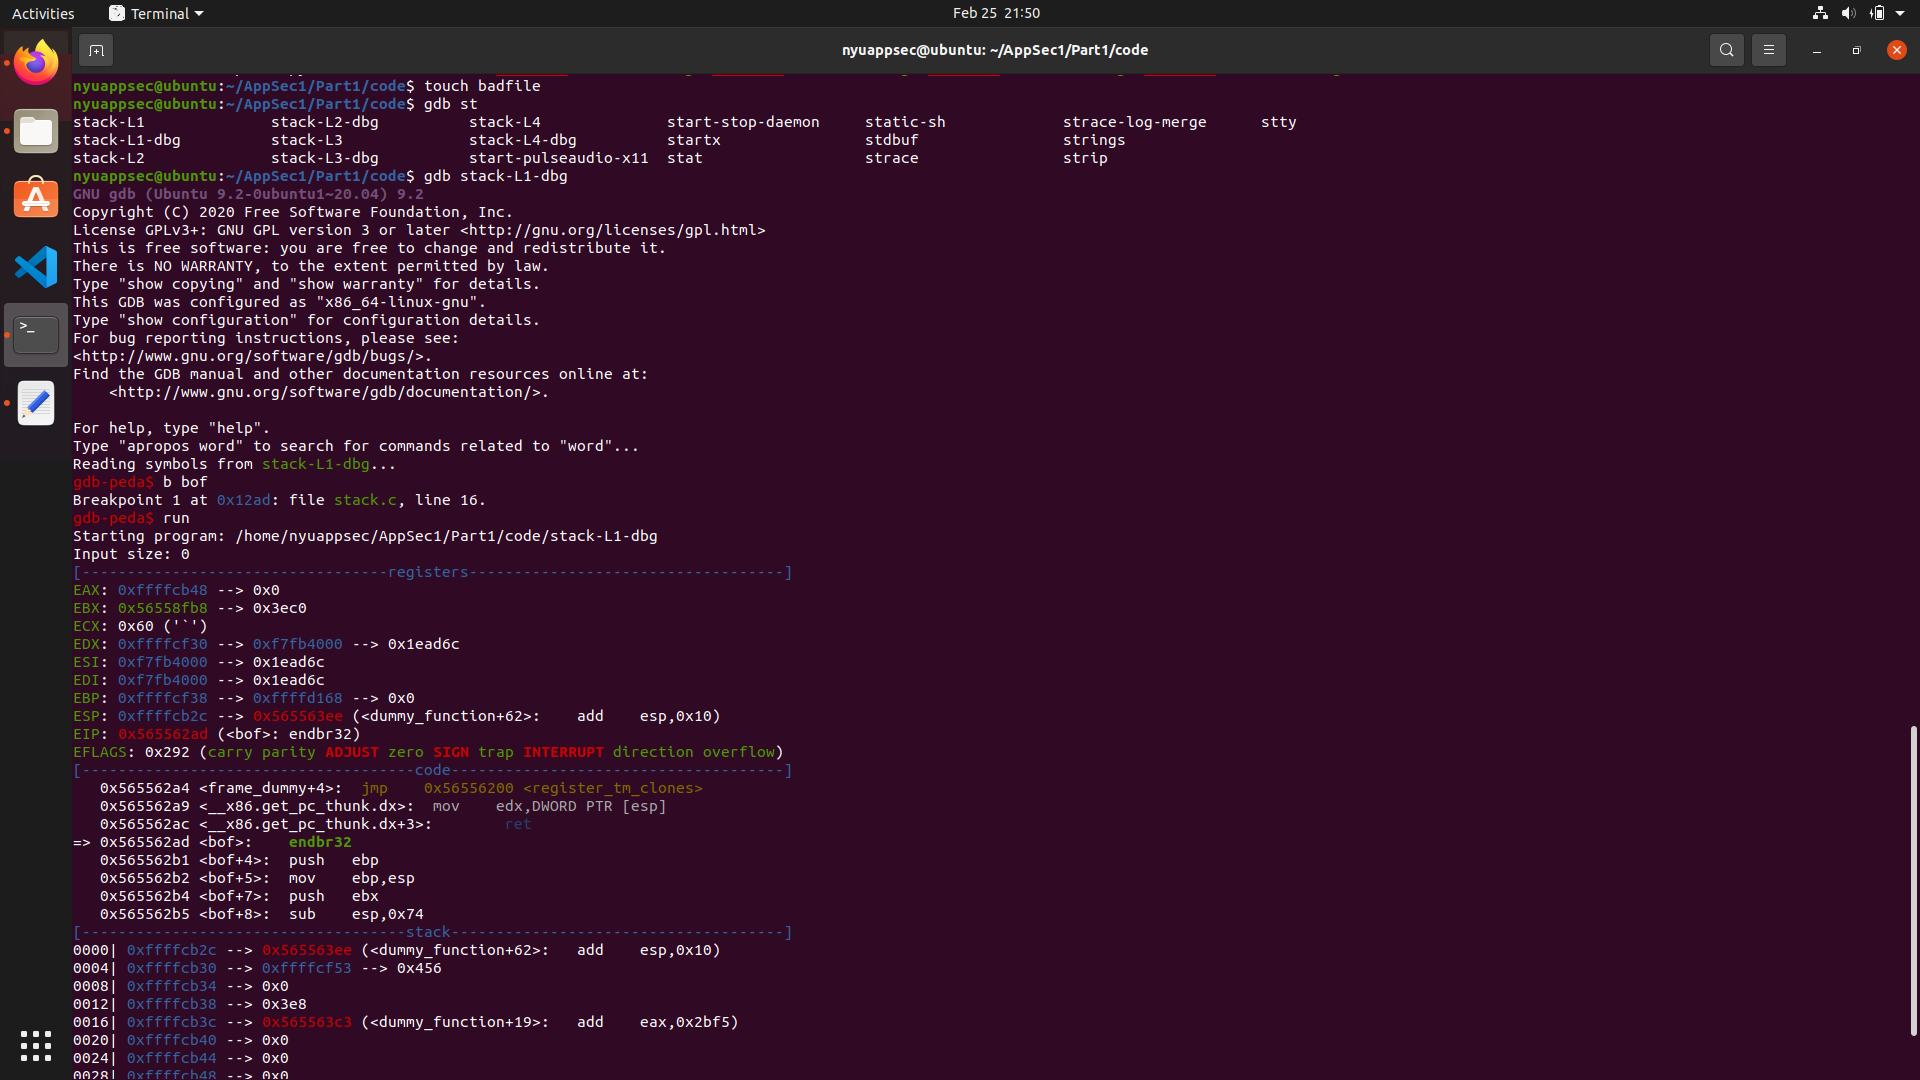 Activities Terminal Feb 25 21:50
nyuappsec@ubuntu: ~/AppSec1/Part1/code
nyuappsec@ubuntu:~/AppSec1/Part1/code$ touch badfile
nyuappsec@ubuntu:~/AppSec1/Part1/code$ gdb st
stack-L1 stack-L2-dbg stack-L4 start-stop-daemon static-sh strace-log-merge stty
stack-L1-dbg stack-L3 stack-L4-dbg startx stdbuf strings
stack-L2 stack-L3-dbg start-pulseaudio-x11 stat strace strip
nyuappsec@ubuntu:~/AppSec1/Part1/code$ gdb stack-L1-dbg
GNU gdb (Ubuntu 9.2-0ubuntu1~20.04) 9.2
Copyright (C) 2020 Free Software Foundation, Inc.
License GPLv3+: GNU GPL version 3 or later <http://gnu.org/licenses/gpl.html>
This is free software: you are free to change and redistribute it.
There is NO WARRANTY, to the extent permitted by law.
Type "show copying" and "show warranty" for details.
This GDB was configured as "x86_64-linux-gnu".
Type "show configuration" for configuration details.
For bug reporting instructions, please see:
<http://www.gnu.org/software/gdb/bugs/>.
Find the GDB manual and other documentation resources online at:
    <http://www.gnu.org/software/gdb/documentation/>.
For help, type "help".
Type "apropos word" to search for commands related to "word"...
Reading symbols from stack-L1-dbg...
gdb-peda$ b bof
Breakpoint 1 at 0x12ad: file stack.c, line 16.
gdb-peda$ run
Starting program: /home/nyuappsec/AppSec1/Part1/code/stack-L1-dbg
Input size: 0
[----------------------------------registers-----------------------------------]
EAX: 0xffffcb48 --> 0x0
EBX: 0x56558fb8 --> 0x3ec0
ECX: 0x60 ('`')
EDX: 0xffffcf30 --> 0xf7fb4000 --> 0x1ead6c
ESI: 0xf7fb4000 --> 0x1ead6c
EDI: 0xf7fb4000 --> 0x1ead6c
EBP: 0xffffcf38 --> 0xffffd168 --> 0x0
ESP: 0xffffcb2c --> 0x565563ee (<dummy_function+62>:    add    esp,0x10)
EIP: 0x565562ad (<bof>: endbr32)
EFLAGS: 0x292 (carry parity ADJUST zero SIGN trap INTERRUPT direction overflow)
[-------------------------------------code-------------------------------------]
   0x565562a4 <frame_dummy+4>:  jmp    0x56556200 <register_tm_clones>
   0x565562a9 <__x86.get_pc_thunk.dx>:  mov    edx,DWORD PTR [esp]
   0x565562ac <__x86.get_pc_thunk.dx+3>:        ret
=> 0x565562ad <bof>:    endbr32
   0x565562b1 <bof+4>:  push   ebp
   0x565562b2 <bof+5>:  mov    ebp,esp
   0x565562b4 <bof+7>:  push   ebx
   0x565562b5 <bof+8>:  sub    esp,0x74
[------------------------------------stack-------------------------------------]
0000| 0xffffcb2c --> 0x565563ee (<dummy_function+62>:   add    esp,0x10)
0004| 0xffffcb30 --> 0xffffcf53 --> 0x456
0008| 0xffffcb34 --> 0x0
0012| 0xffffcb38 --> 0x3e8
0016| 0xffffcb3c --> 0x565563c3 (<dummy_function+19>:   add    eax,0x2bf5)
0020| 0xffffcb40 --> 0x0
0024| 0xffffcb44 --> 0x0
0028| 0xffffcb48 --> 0x0